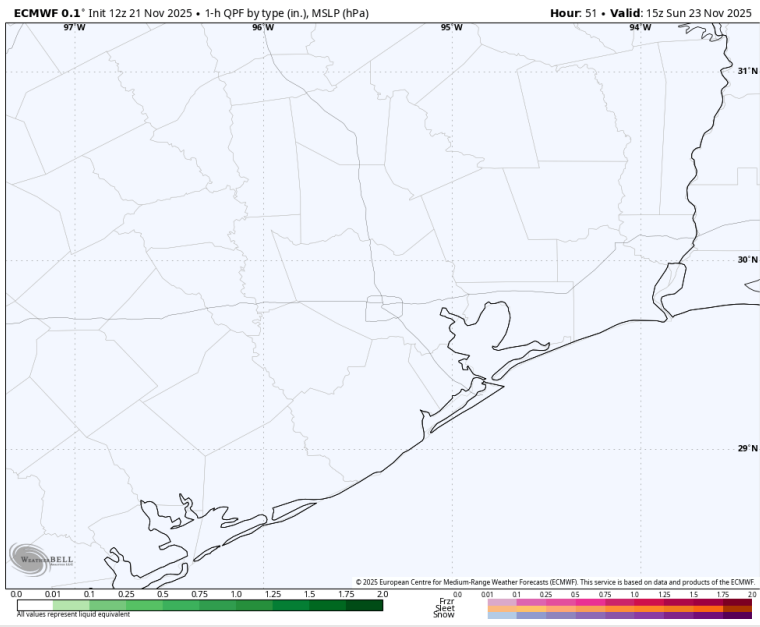 ECMWF 0.1° Init 12z 21 Nov 2025 • 1-h QPF by type (in.), MSLP (hPa)
Hour: 51 • Valid: 15z Sun 23 Nov 2025
97°W 96°W 95°W 94°W
31°N
30°N
29°N
WEATHERBELL
© 2025 European Centre for Medium-Range Weather Forecasts (ECMWF). This service is based on data and products of the ECMWF.
0.0 0.01 0.1 0.25 0.5 0.75 1.0 1.25 1.5 1.75 2.0
All values represent liquid equivalent
0.0 0.01 0.1 0.25 0.5 0.75 1.0 1.25 1.5 1.75 2.0
Frzr
Sleet
Snow